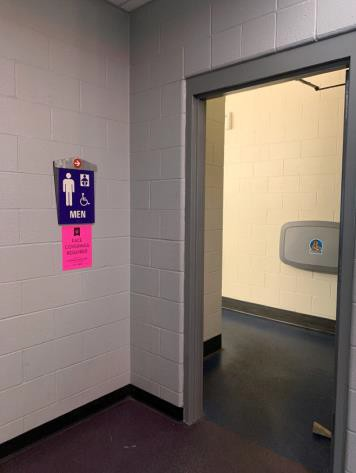 MEN
FACE
COVERINGS
REQUIRED